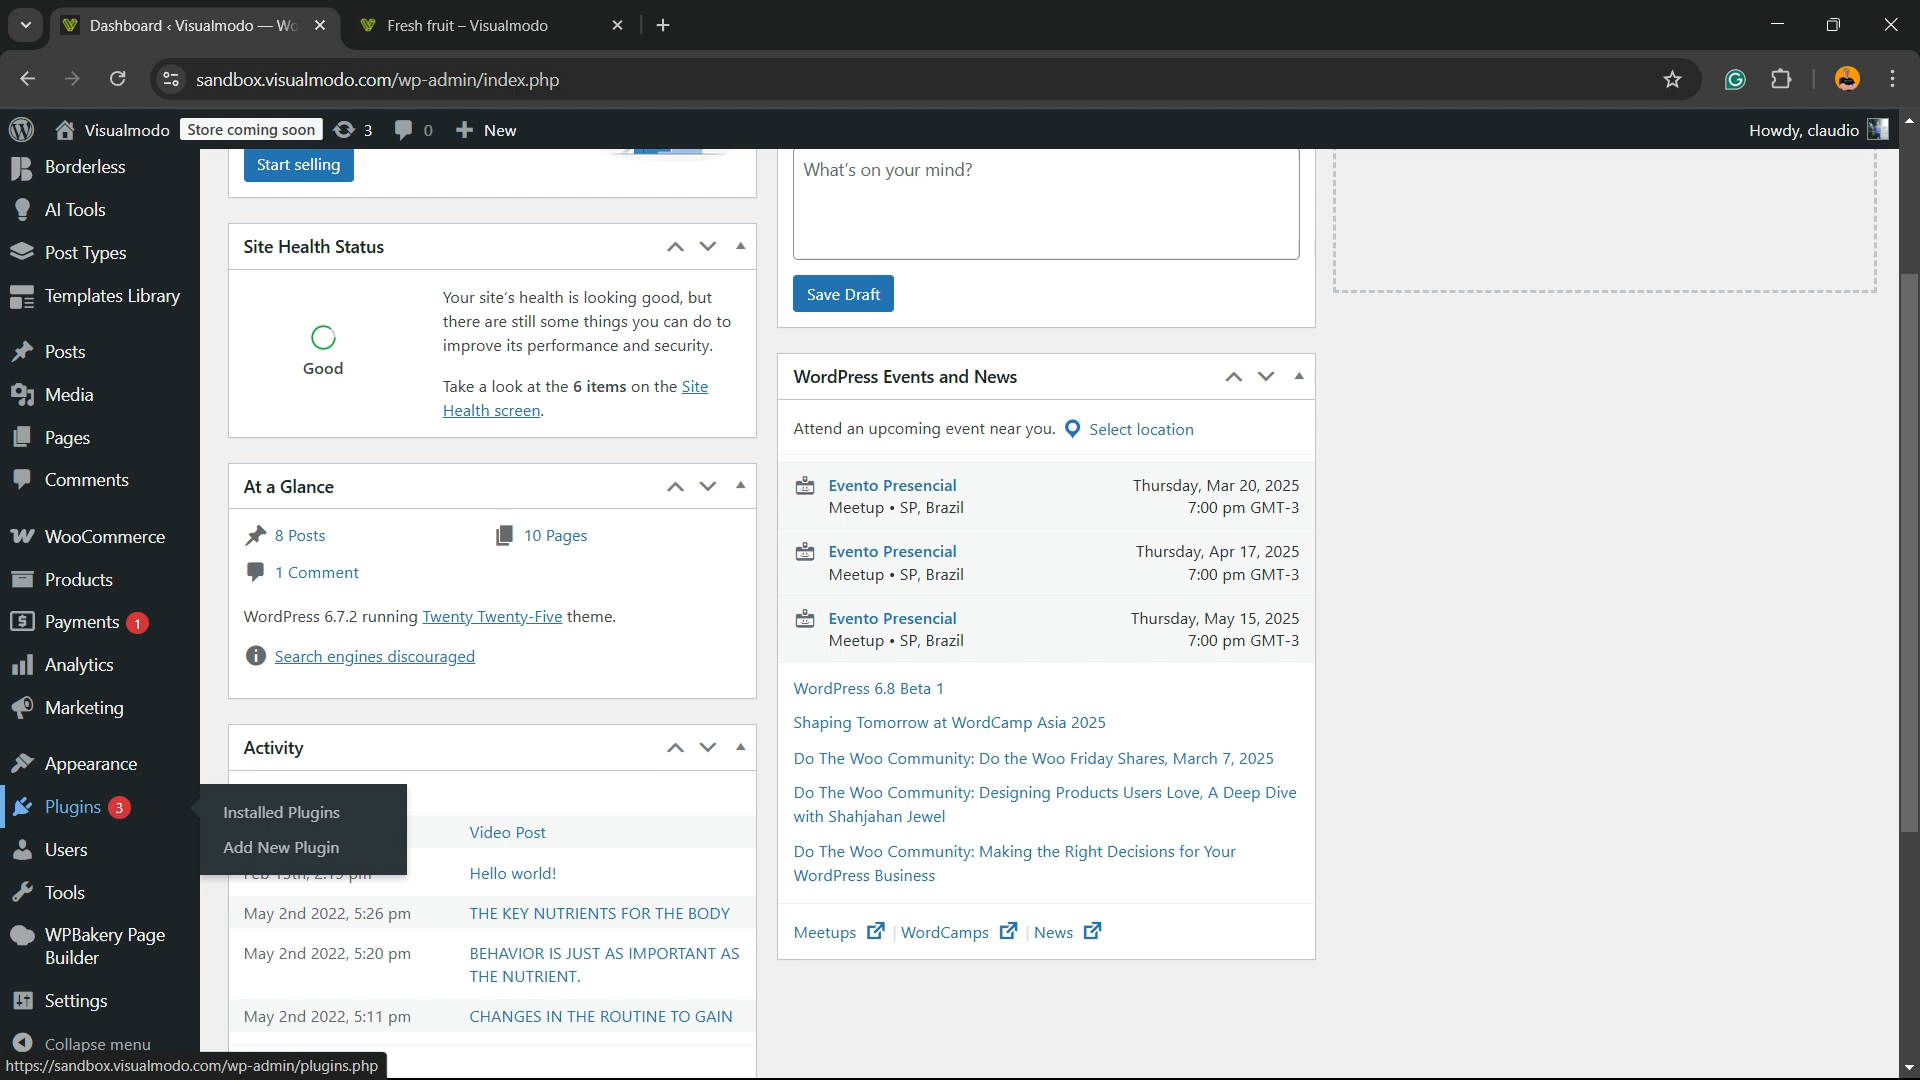 Dashboard ‹ Visualmodo — Wo
Fresh fruit – Visualmodo
sandbox.visualmodo.com/wp-admin/index.php
Visualmodo
Store coming soon
3
0
New
Howdy, claudio
Borderless
AI Tools
Post Types
Templates Library
Posts
Media
Pages
Comments
WooCommerce
Products
Payments 1
Analytics
Marketing
Appearance
Plugins 3
Users
Tools
WPBakery Page
Builder
Settings
Collapse menu
Installed Plugins
Add New Plugin
https://sandbox.visualmodo.com/wp-admin/plugins.php
Start selling
Site Health Status
Good
Your site's health is looking good, but
there are still some things you can do to
improve its performance and security.
Take a look at the 6 items on the Site
Health screen.
At a Glance
8 Posts
10 Pages
1 Comment
WordPress 6.7.2 running Twenty Twenty-Five theme.
Search engines discouraged
Activity
Video Post
Hello world!
May 2nd 2022, 5:26 pm
THE KEY NUTRIENTS FOR THE BODY
May 2nd 2022, 5:20 pm
BEHAVIOR IS JUST AS IMPORTANT AS
THE NUTRIENT.
May 2nd 2022, 5:11 pm
CHANGES IN THE ROUTINE TO GAIN
What's on your mind?
Save Draft
WordPress Events and News
Attend an upcoming event near you. Select location
Evento Presencial
Thursday, Mar 20, 2025
Meetup • SP, Brazil
7:00 pm GMT-3
Evento Presencial
Thursday, Apr 17, 2025
Meetup • SP, Brazil
7:00 pm GMT-3
Evento Presencial
Thursday, May 15, 2025
Meetup • SP, Brazil
7:00 pm GMT-3
WordPress 6.8 Beta 1
Shaping Tomorrow at WordCamp Asia 2025
Do The Woo Community: Do the Woo Friday Shares, March 7, 2025
Do The Woo Community: Designing Products Users Love, A Deep Dive
with Shahjahan Jewel
Do The Woo Community: Making the Right Decisions for Your
WordPress Business
Meetups | WordCamps | News